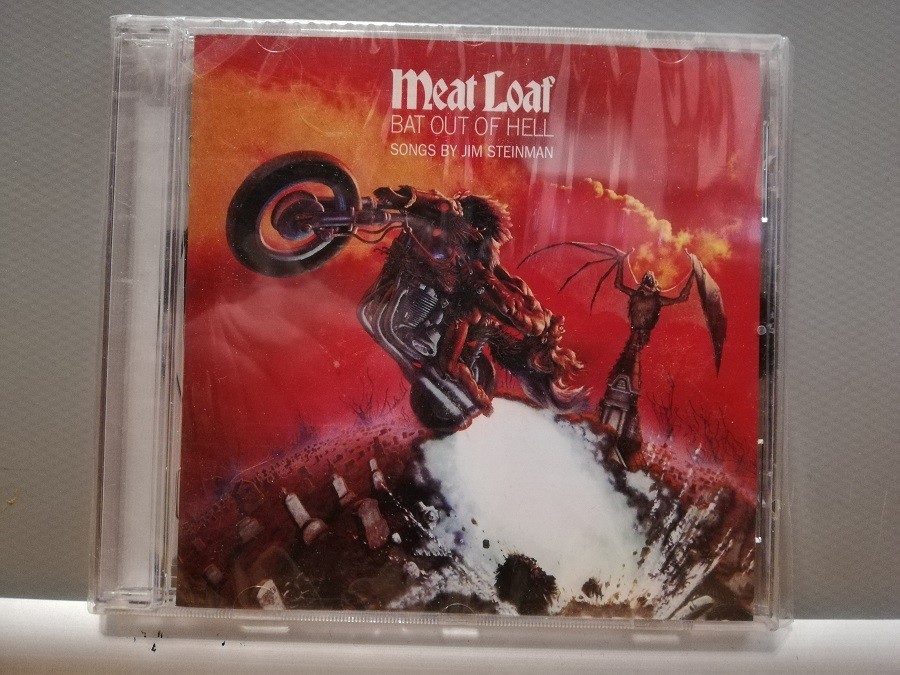 Meat Loaf
BAT OUT OF HELL
SONGS BY JIM STEINMAN